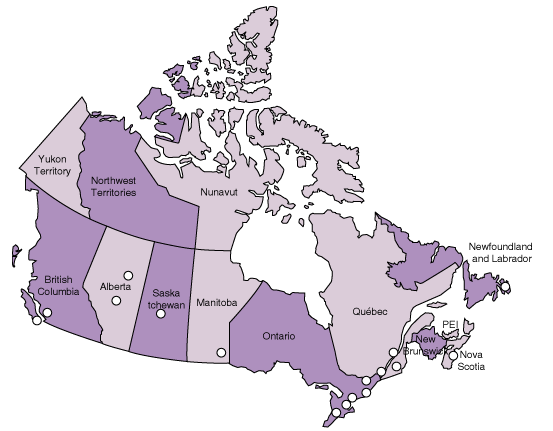 Yukon
Territory
Northwest
Territories
Nunavut
Newfoundland
and Labrador
British
Columbia
Alberta
Saska
tchewan
Manitoba
Ontario
Québec
PEI
New
Brunswick
Nova
Scotia